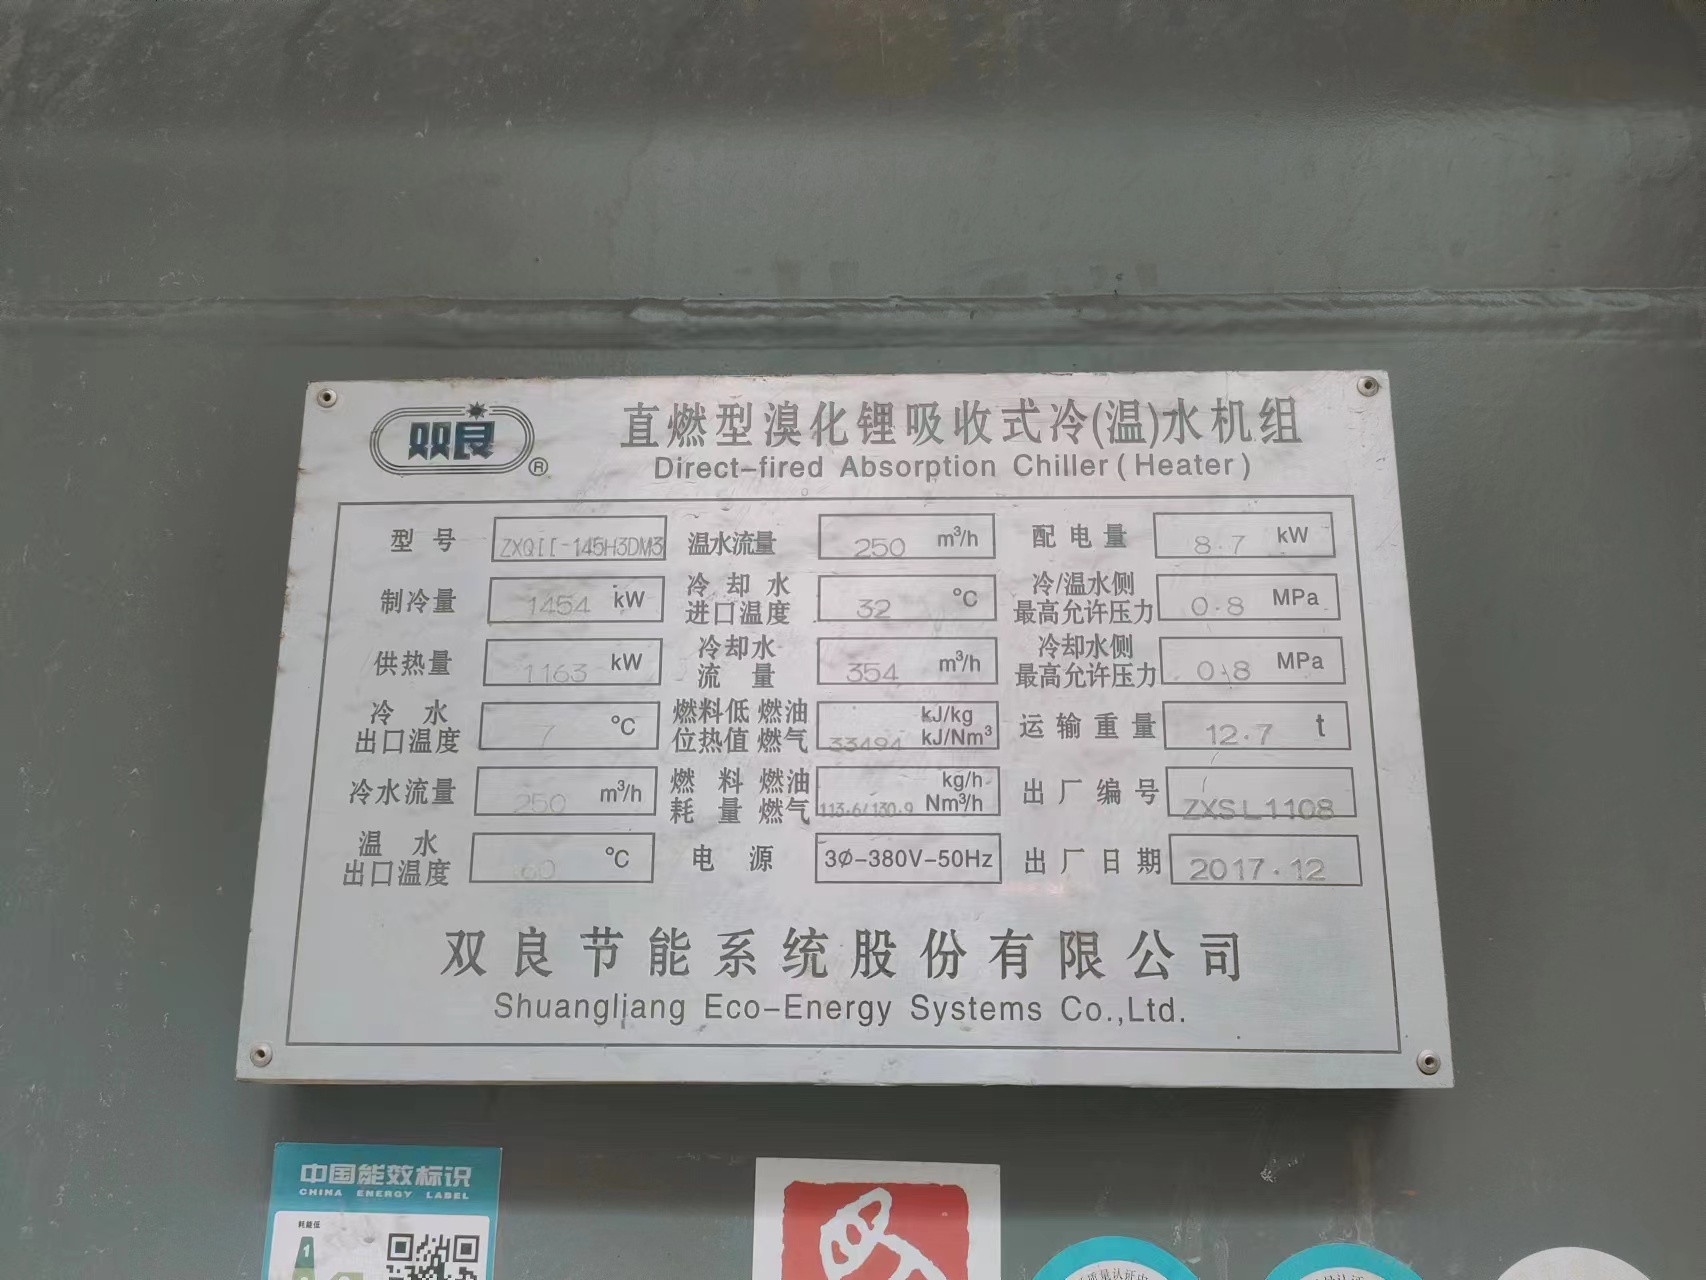 双良 ®
直燃型溴化锂吸收式冷(温)水机组
Direct-fired Absorption Chiller (Heater)
型号 ZXQII-145H3DM3 温水流量 250 m³/h 配电量 8.7 kW
制冷量 1454 kW 冷却水进口温度 32 ℃ 冷/温水侧最高允许压力 0.8 MPa
供热量 1163 kW 冷却水流量 354 m³/h 冷却水侧最高允许压力 0.8 MPa
冷水出口温度 7 ℃ 燃料低位热值 燃油 kJ/kg 燃气 33494 kJ/Nm³ 运输重量 12.7 t
冷水流量 250 m³/h 燃料耗量 燃油 kg/h 燃气 113.6/130.9 Nm³/h 出厂编号 ZXSL1108
温水出口温度 60 ℃ 电源 3Ø-380V-50Hz 出厂日期 2017.12
双良节能系统股份有限公司
Shuangliang Eco-Energy Systems Co.,Ltd.
中国能效标识
CHINA ENERGY LABEL
耗能低
1